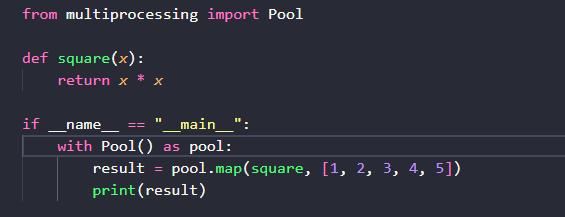 from multiprocessing import Pool
def square(x):
    return x * x
if __name__ == "__main__":
    with Pool() as pool:
        result = pool.map(square, [1, 2, 3, 4, 5])
        print(result)